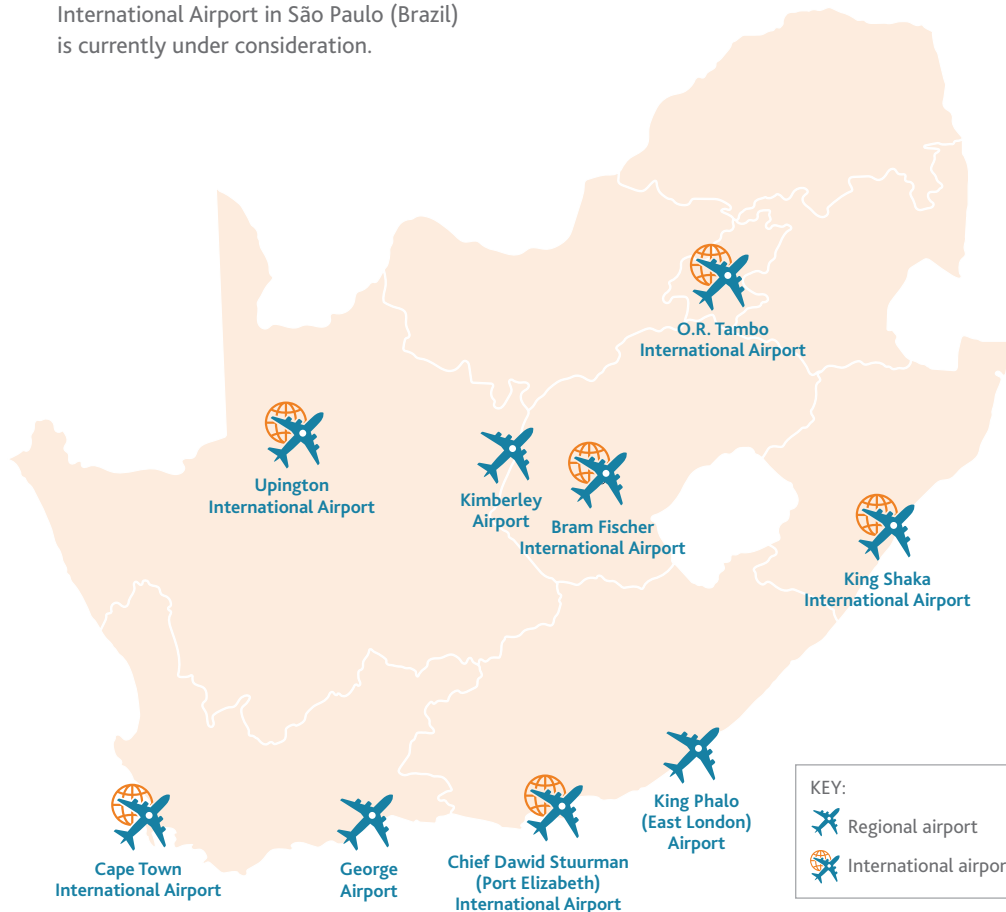 International Airport in São Paulo (Brazil)
is currently under consideration.
O.R. Tambo
International Airport
Upington
International Airport
Kimberley
Airport
Bram Fischer
International Airport
King Shaka
International Airport
King Phalo
(East London)
Airport
Cape Town
International Airport
George
Airport
Chief Dawid Stuurman
(Port Elizabeth)
International Airport
KEY:
Regional airport
International airport